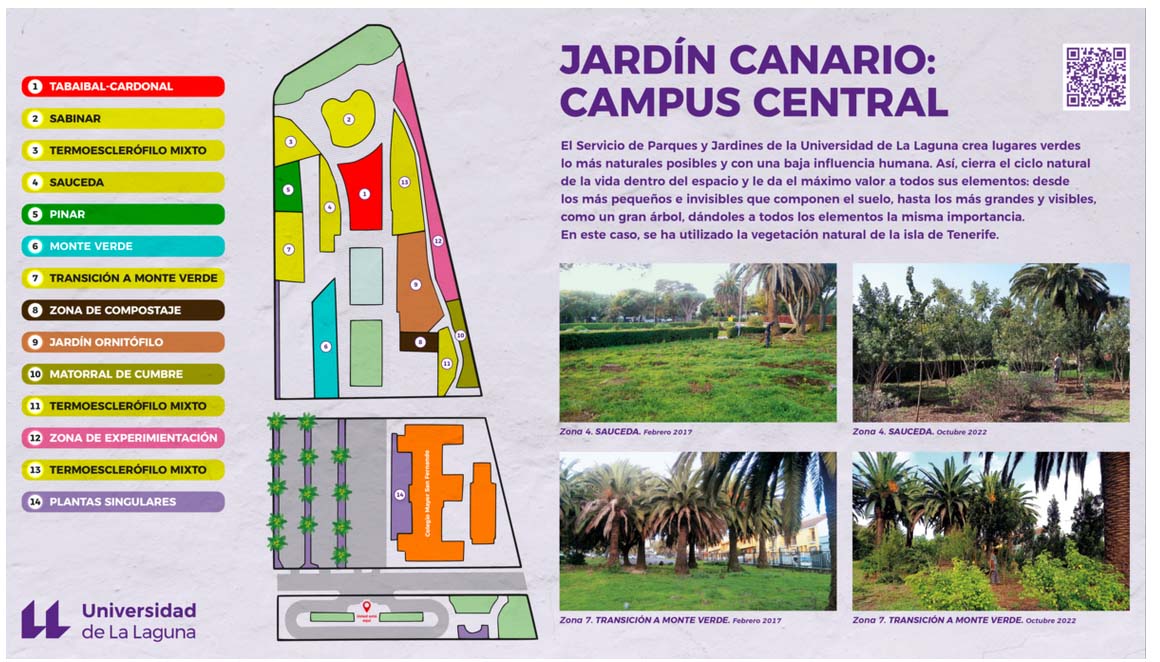 JARDÍN CANARIO:
CAMPUS CENTRAL
El Servicio de Parques y Jardines de la Universidad de La Laguna crea lugares verdes
lo más naturales posibles y con una baja influencia humana. Así, cierra el ciclo natural
de la vida dentro del espacio y le da el máximo valor a todos sus elementos: desde
los más pequeños e invisibles que componen el suelo, hasta los más grandes y visibles,
como un gran árbol, dándoles a todos los elementos la misma importancia.
En este caso, se ha utilizado la vegetación natural de la isla de Tenerife.
1 TABAIBAL-CARDONAL
2 SABINAR
3 TERMOESCLERÓFILO MIXTO
4 SAUCEDA
5 PINAR
6 MONTE VERDE
7 TRANSICIÓN A MONTE VERDE
8 ZONA DE COMPOSTAJE
9 JARDÍN ORNITÓFILO
10 MATORRAL DE CUMBRE
11 TERMOESCLERÓFILO MIXTO
12 ZONA DE EXPERIMIENTACIÓN
13 TERMOESCLERÓFILO MIXTO
14 PLANTAS SINGULARES
2
3
5
1
13
4
12
7
9
10
8
6
11
14
Colegio Mayor San Fernando
Usted está
aquí
Zona 4. SAUCEDA. Febrero 2017
Zona 4. SAUCEDA. Octubre 2022
Zona 7. TRANSICIÓN A MONTE VERDE. Febrero 2017
Zona 7. TRANSICIÓN A MONTE VERDE. Octubre 2022
Universidad
de La Laguna